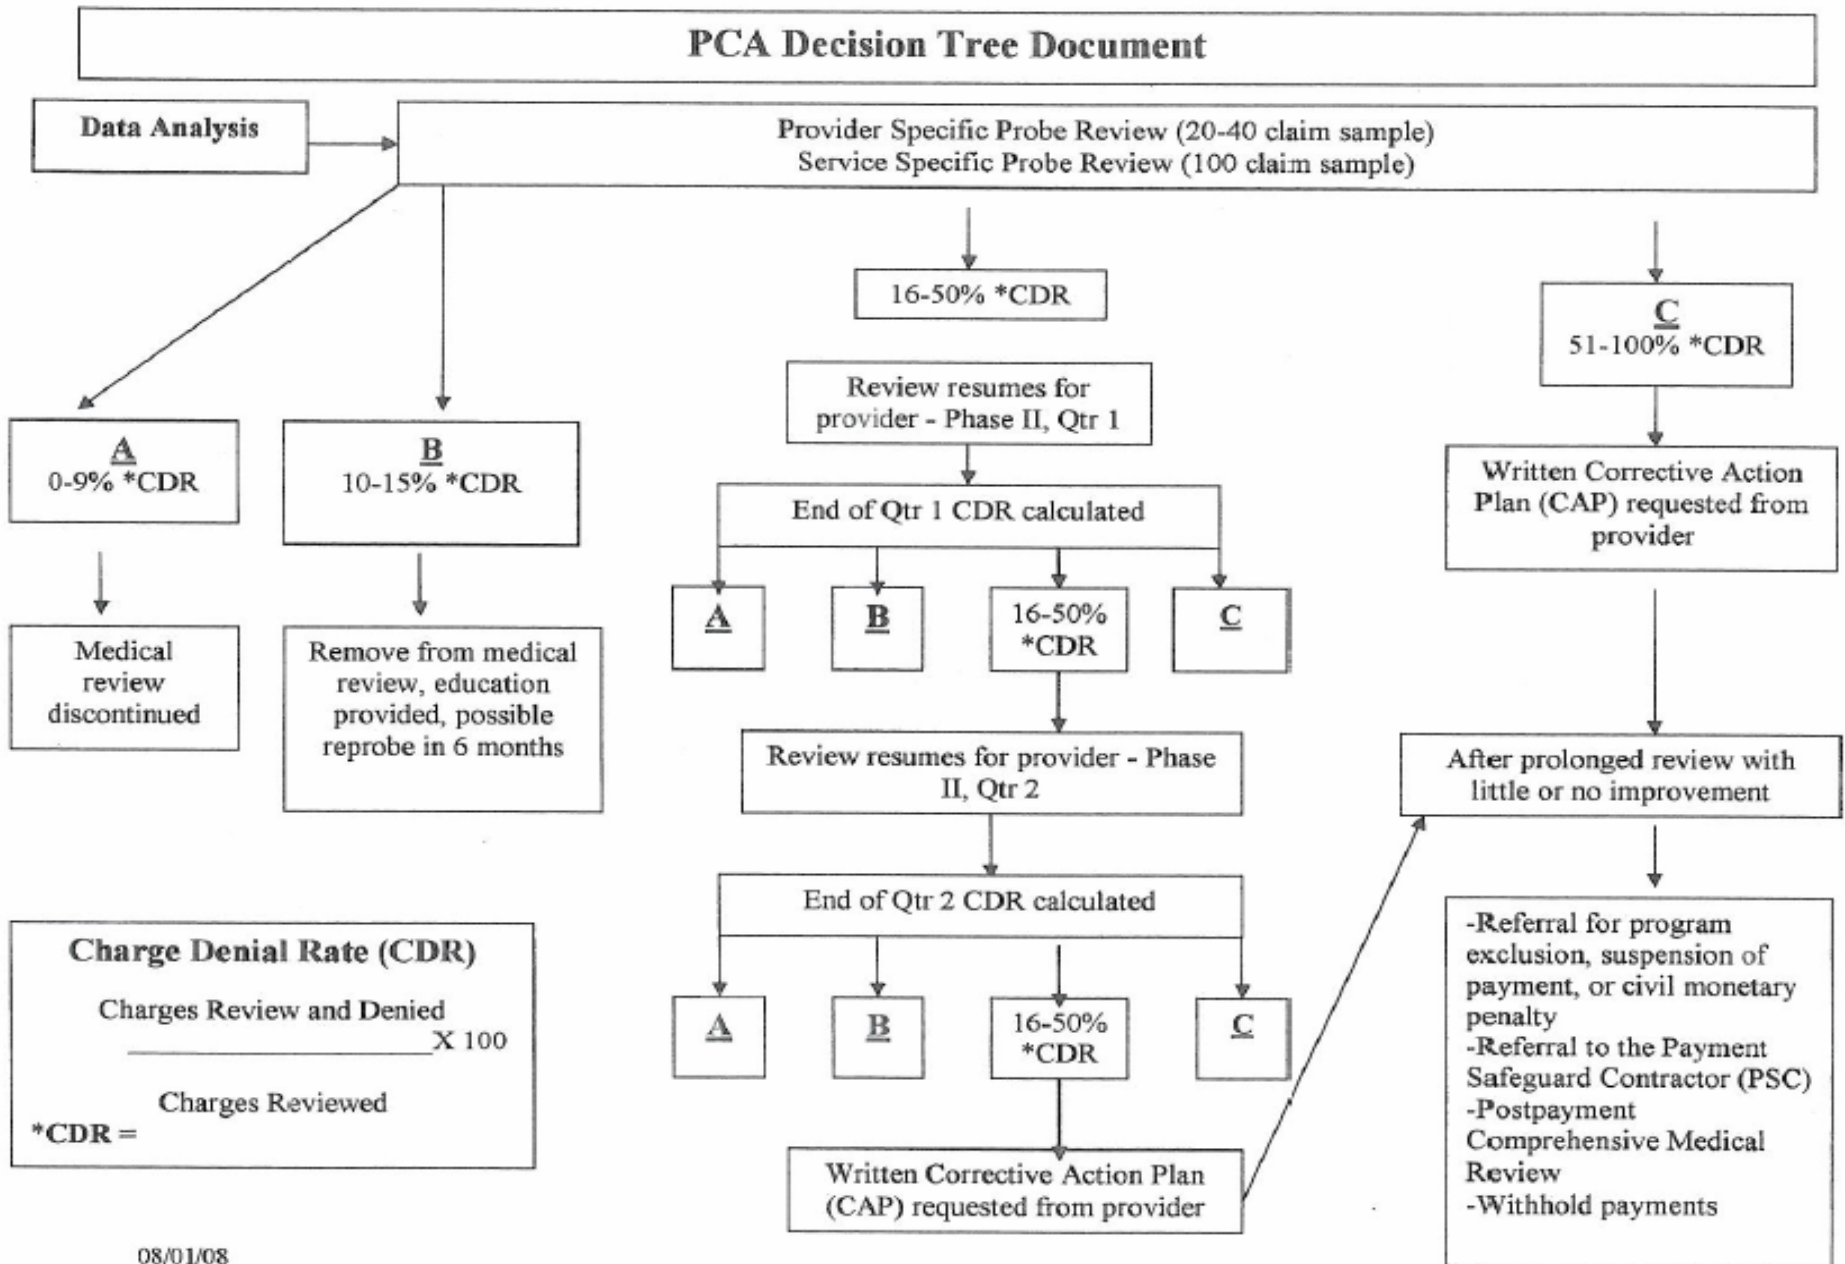 PCA Decision Tree Document
Data Analysis
Provider Specific Probe Review (20-40 claim sample)
Service Specific Probe Review (100 claim sample)
A
0-9% *CDR
Medical
review
discontinued
B
10-15% *CDR
Remove from medical
review, education
provided, possible
reprobe in 6 months
16-50% *CDR
Review resumes for
provider - Phase II, Qtr 1
End of Qtr 1 CDR calculated
A
B
16-50%
*CDR
C
Review resumes for provider - Phase
II, Qtr 2
End of Qtr 2 CDR calculated
A
B
16-50%
*CDR
C
Written Corrective Action Plan
(CAP) requested from provider
C
51-100% *CDR
Written Corrective Action
Plan (CAP) requested from
provider
After prolonged review with
little or no improvement
-Referral for program
exclusion, suspension of
payment, or civil monetary
penalty
-Referral to the Payment
Safeguard Contractor (PSC)
-Postpayment
Comprehensive Medical
Review
-Withhold payments
Charge Denial Rate (CDR)
Charges Review and Denied
X 100
Charges Reviewed
*CDR =
08/01/08